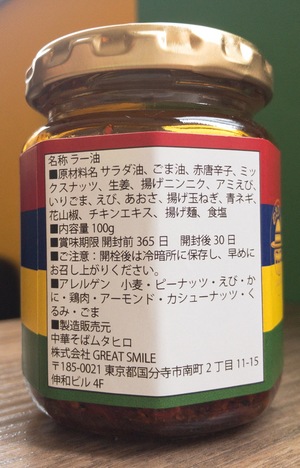 名称 ラー油
■原材料名 サラダ油、ごま油、赤唐辛子、ミッ
クスナッツ、生姜、揚げニンニク、アミえび、
いりごま、えび、あおさ、揚げ玉ねぎ、青ネギ、
花山椒、チキンエキス、揚げ麺、食塩
■内容量 100g
■賞味期限 開封前 365 日　開封後 30 日
■ご注意：開栓後は冷暗所に保存し、早めに
お召し上がりください。
■アレルゲン　小麦・ピーナッツ・えび・か
に・鶏肉・アーモンド・カシューナッツ・く
るみ・ごま
■製造販売元
中華そばムタヒロ
株式会社 GREAT SMILE
〒185-0021 東京都国分寺市南町 2 丁目 11-15
伸和ビル 4F